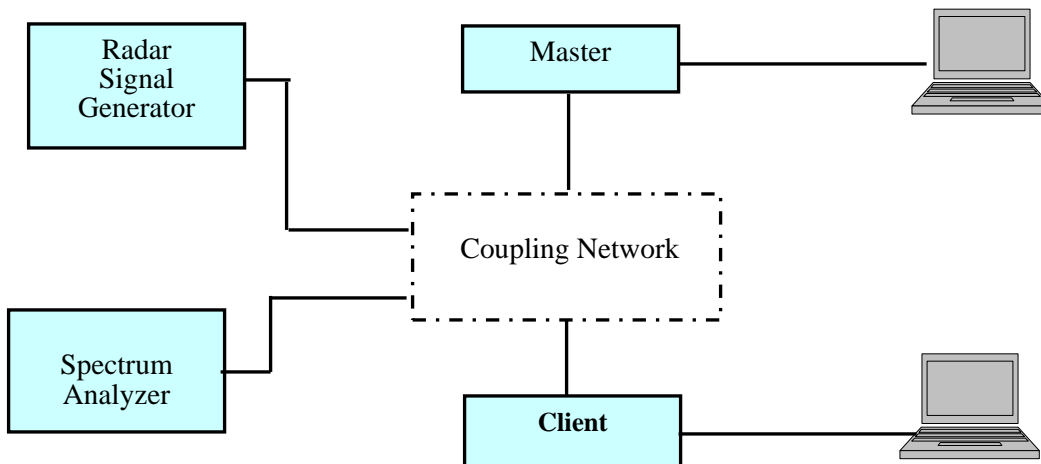 Radar
Signal
Generator
Master
Coupling Network
Spectrum
Analyzer
Client